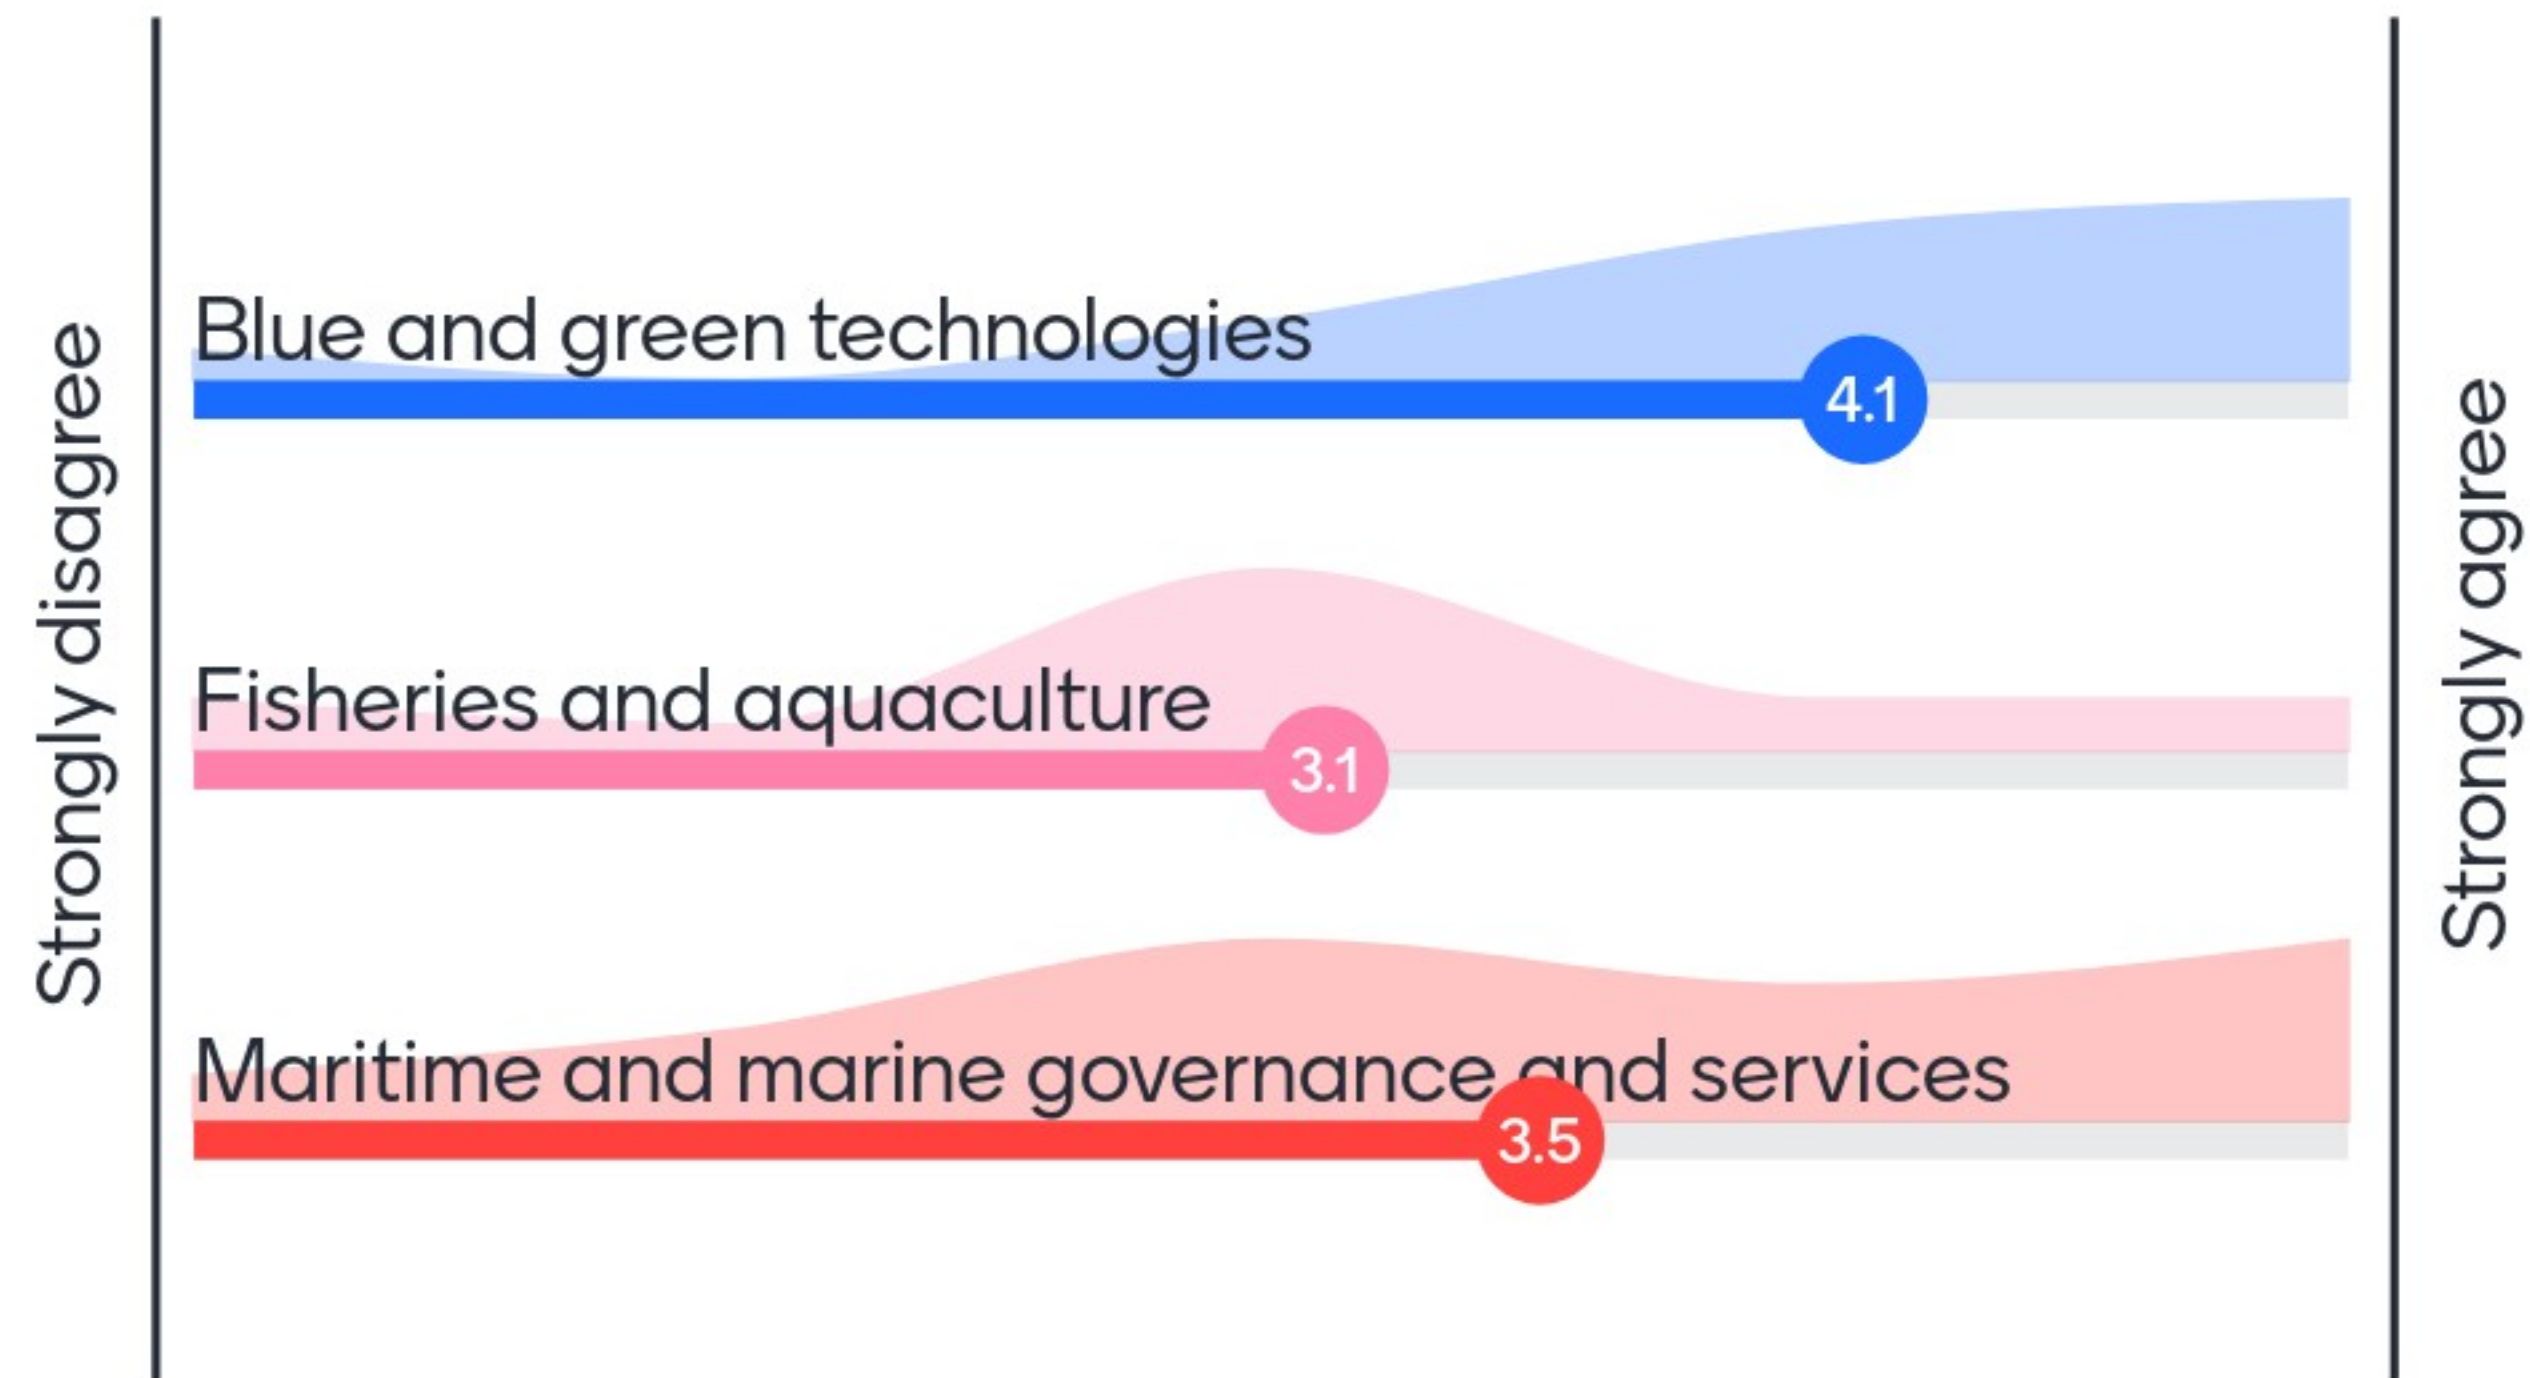 Strongly disagree
Blue and green technologies
4.1
Fisheries and aquaculture
3.1
Maritime and marine governance and services
3.5
Strongly agree